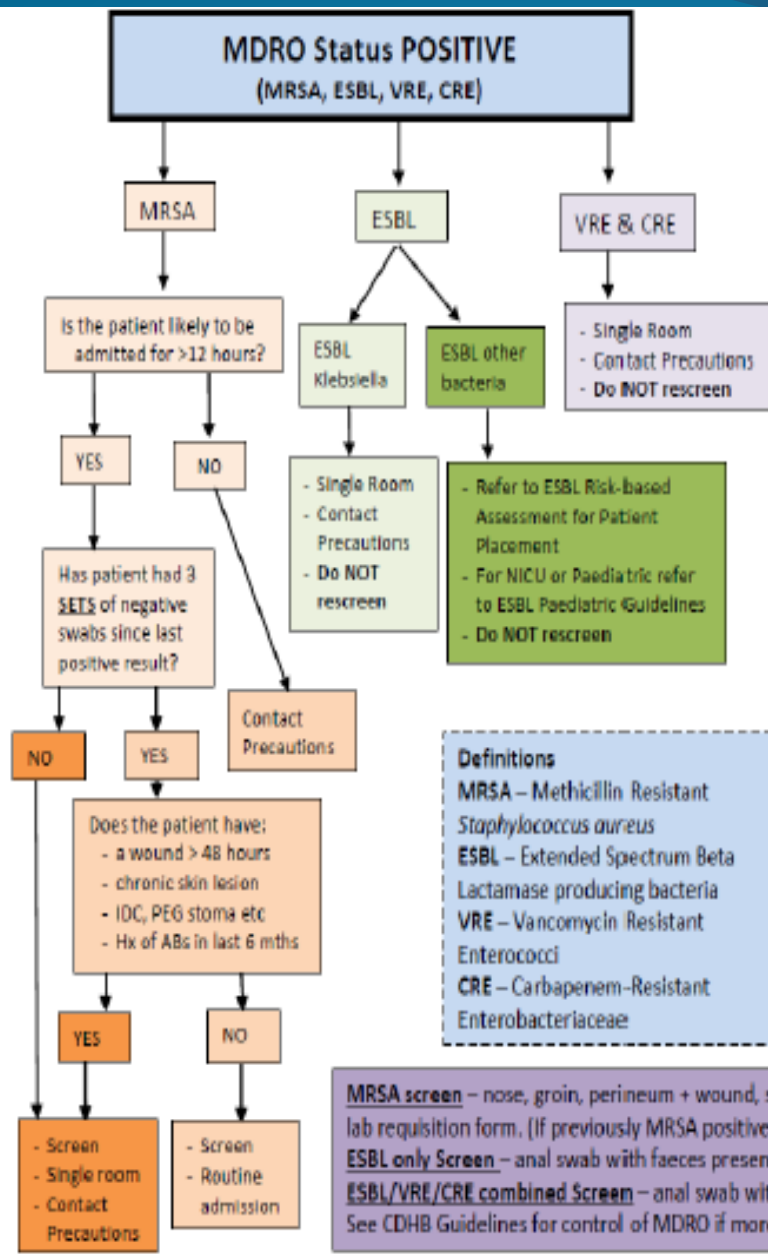 MDRO Status POSITIVE
(MRSA, ESBL, VRE, CRE)
MRSA
ESBL
VRE & CRE
Is the patient likely to be
admitted for >12 hours?
ESBL
Klebsiella
ESBL other
bacteria
- Single Room
- Contact Precautions
- Do NOT rescreen
YES
NO
- Single Room
- Contact
Precautions
- Do NOT
rescreen
- Refer to ESBL Risk-based
Assessment for Patient
Placement
- For NICU or Paediatric refer
to ESBL Paediatric Guidelines
- Do NOT rescreen
Has patient had 3
SETS of negative
swabs since last
positive result?
Contact
Precautions
NO
YES
Does the patient have:
- a wound > 48 hours
- chronic skin lesion
- IDC, PEG stoma etc
- Hx of ABs in last 6 mths
YES
NO
- Screen
- Single room
- Contact
Precautions
- Screen
- Routine
admission
Definitions
MRSA – Methicillin Resistant
Staphylococcus aureus
ESBL – Extended Spectrum Beta
Lactamase producing bacteria
VRE – Vancomycin Resistant
Enterococci
CRE – Carbapenem-Resistant
Enterobacteriaceae
MRSA screen – nose, groin, perineum + wound,
lab requisition form. (If previously MRSA positive
ESBL only Screen – anal swab with faeces
ESBL/VRE/CRE combined Screen – anal swab
See CDHB Guidelines for control of MDRO if